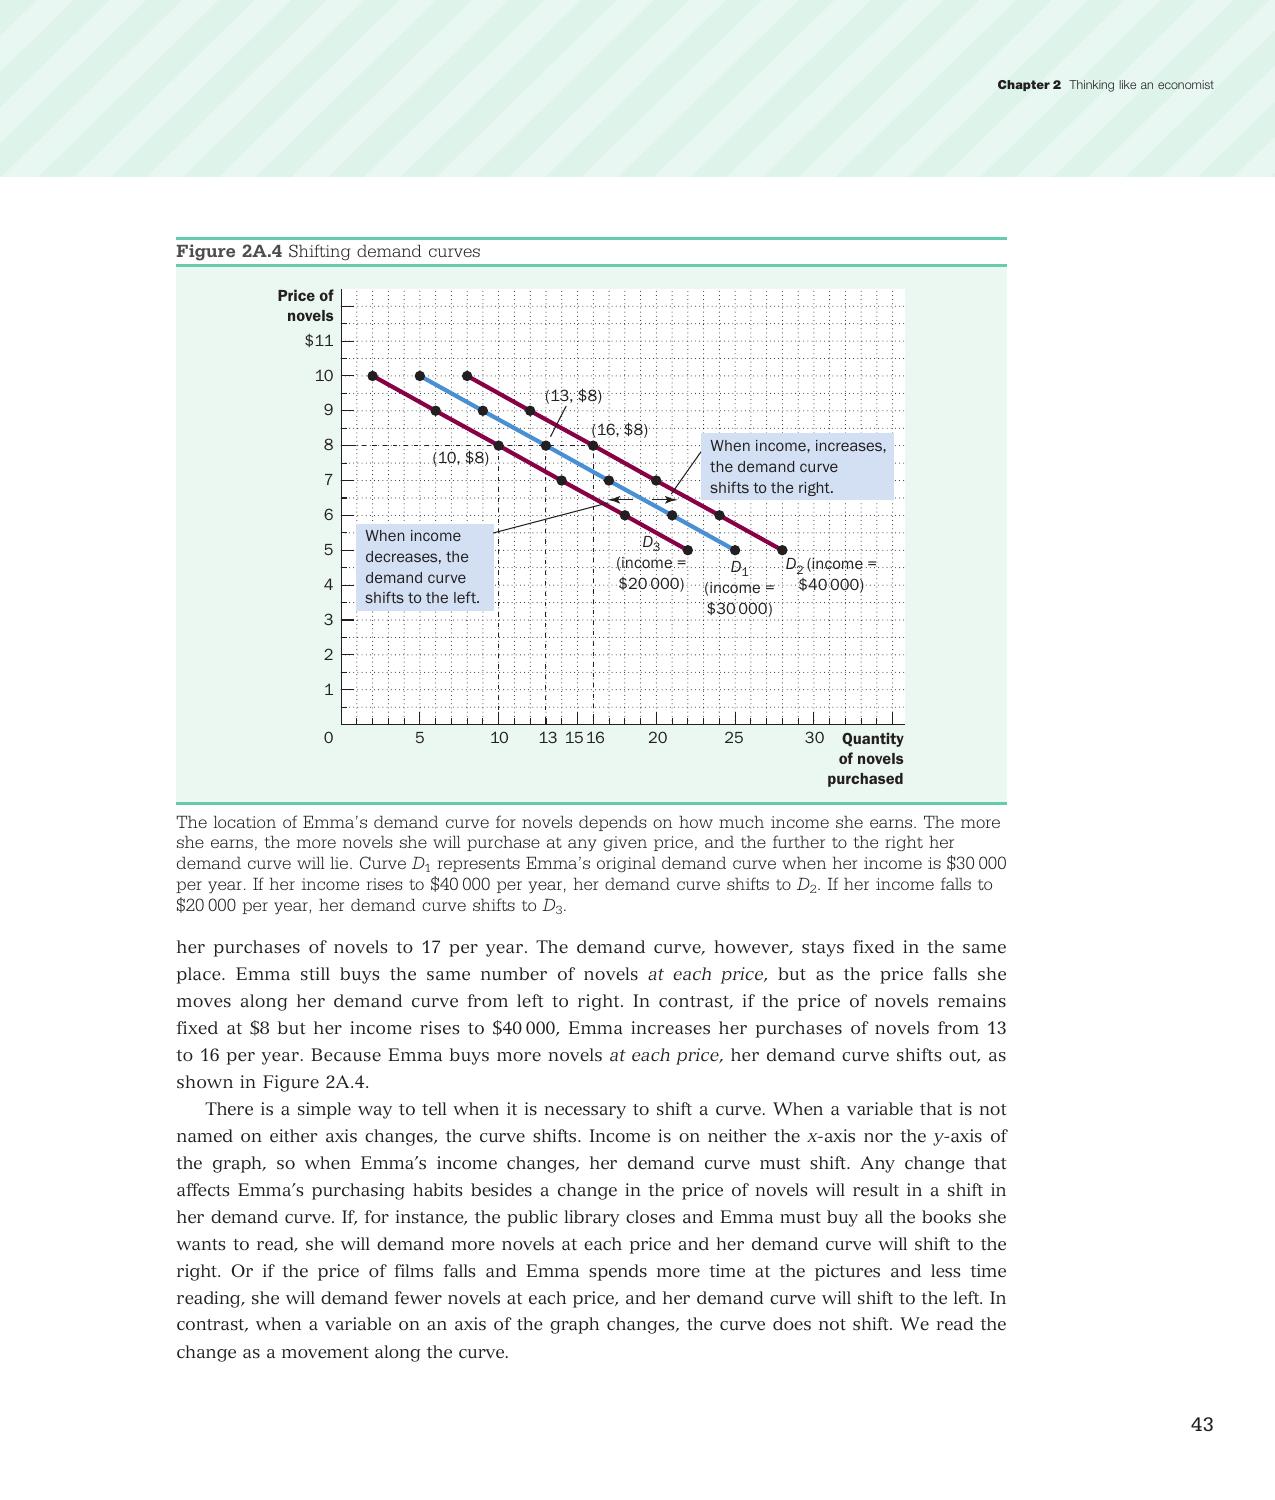 Chapter 2 Thinking like an economist
Figure 2A.4 Shifting demand curves
Price of
novels
$11
10
9
8
7
6
5
4
3
2
1
0
(13, $8)
(16, $8)
(10, $8)
When income, increases,
the demand curve
shifts to the right.
When income
decreases, the
demand curve
shifts to the left.
D3
(income =
$20 000)
D1
(income =
$30 000)
D2 (income =
$40 000)
5 10 13 15 16 20 25 30
Quantity
of novels
purchased
The location of Emma's demand curve for novels depends on how much income she earns. The more
she earns, the more novels she will purchase at any given price, and the further to the right her
demand curve will lie. Curve D1 represents Emma's original demand curve when her income is $30 000
per year. If her income rises to $40 000 per year, her demand curve shifts to D2. If her income falls to
$20 000 per year, her demand curve shifts to D3.
her purchases of novels to 17 per year. The demand curve, however, stays fixed in the same
place. Emma still buys the same number of novels at each price, but as the price falls she
moves along her demand curve from left to right. In contrast, if the price of novels remains
fixed at $8 but her income rises to $40 000, Emma increases her purchases of novels from 13
to 16 per year. Because Emma buys more novels at each price, her demand curve shifts out, as
shown in Figure 2A.4.
There is a simple way to tell when it is necessary to shift a curve. When a variable that is not
named on either axis changes, the curve shifts. Income is on neither the x-axis nor the y-axis of
the graph, so when Emma's income changes, her demand curve must shift. Any change that
affects Emma's purchasing habits besides a change in the price of novels will result in a shift in
her demand curve. If, for instance, the public library closes and Emma must buy all the books she
wants to read, she will demand more novels at each price and her demand curve will shift to the
right. Or if the price of films falls and Emma spends more time at the pictures and less time
reading, she will demand fewer novels at each price, and her demand curve will shift to the left. In
contrast, when a variable on an axis of the graph changes, the curve does not shift. We read the
change as a movement along the curve.
43